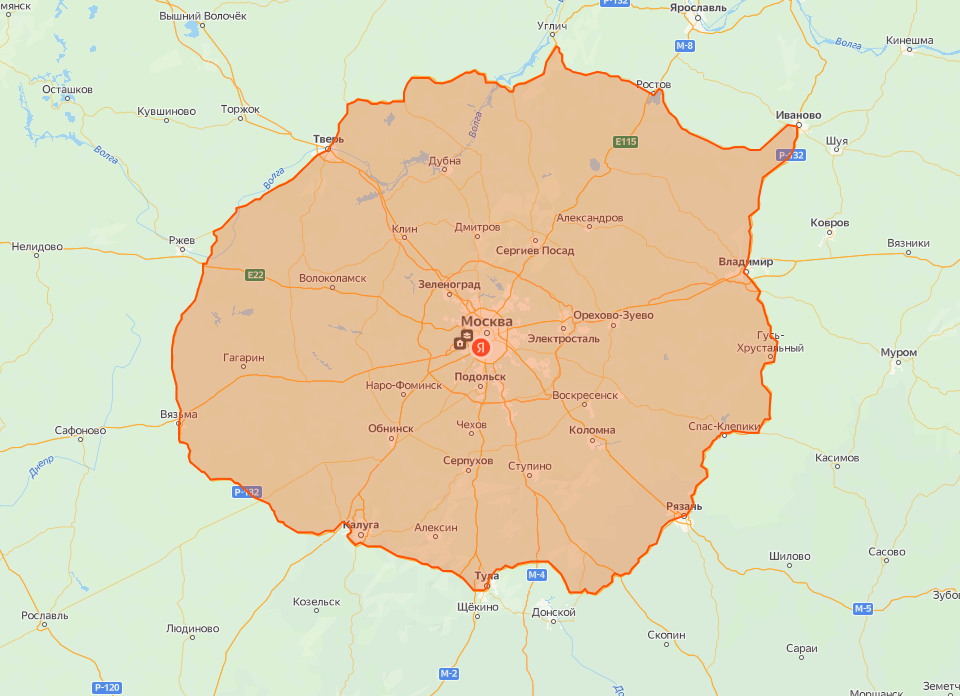 Р-132
мянск
Вышний Волочёк
Ярославль
Углич
М-8
Волга
Кинешма
Осташков
Ростов
Кувшиново
Торжок
Иваново
Волга
Тверь
Е115
Шуя
Волга
Дубна
Р-132
Волга
Александров
Клин
Дмитров
Ковров
Ржев
Нелидово
Сергиев Посад
Вязники
Владимир
Е22
Волоколамск
Зеленоград
Орехово-Зуево
Москва
Электросталь
Гусь-
Хрустальный
Я
Гагарин
Муром
Подольск
Наро-Фоминск
Воскресенск
Вязьма
Чехов
Спас-Клепики
Сафоново
Обнинск
Коломна
Касимов
Днепр
Серпухов
Ступино
Р-132
Рязань
Калуга
Алексин
Шилово
Сасово
Тула
М-4
Козельск
Щёкино
Донской
М-5
Зубо
Рославль
Людиново
Скопин
Сараи
М-2
Р-120
До
Моршанск
Земетч